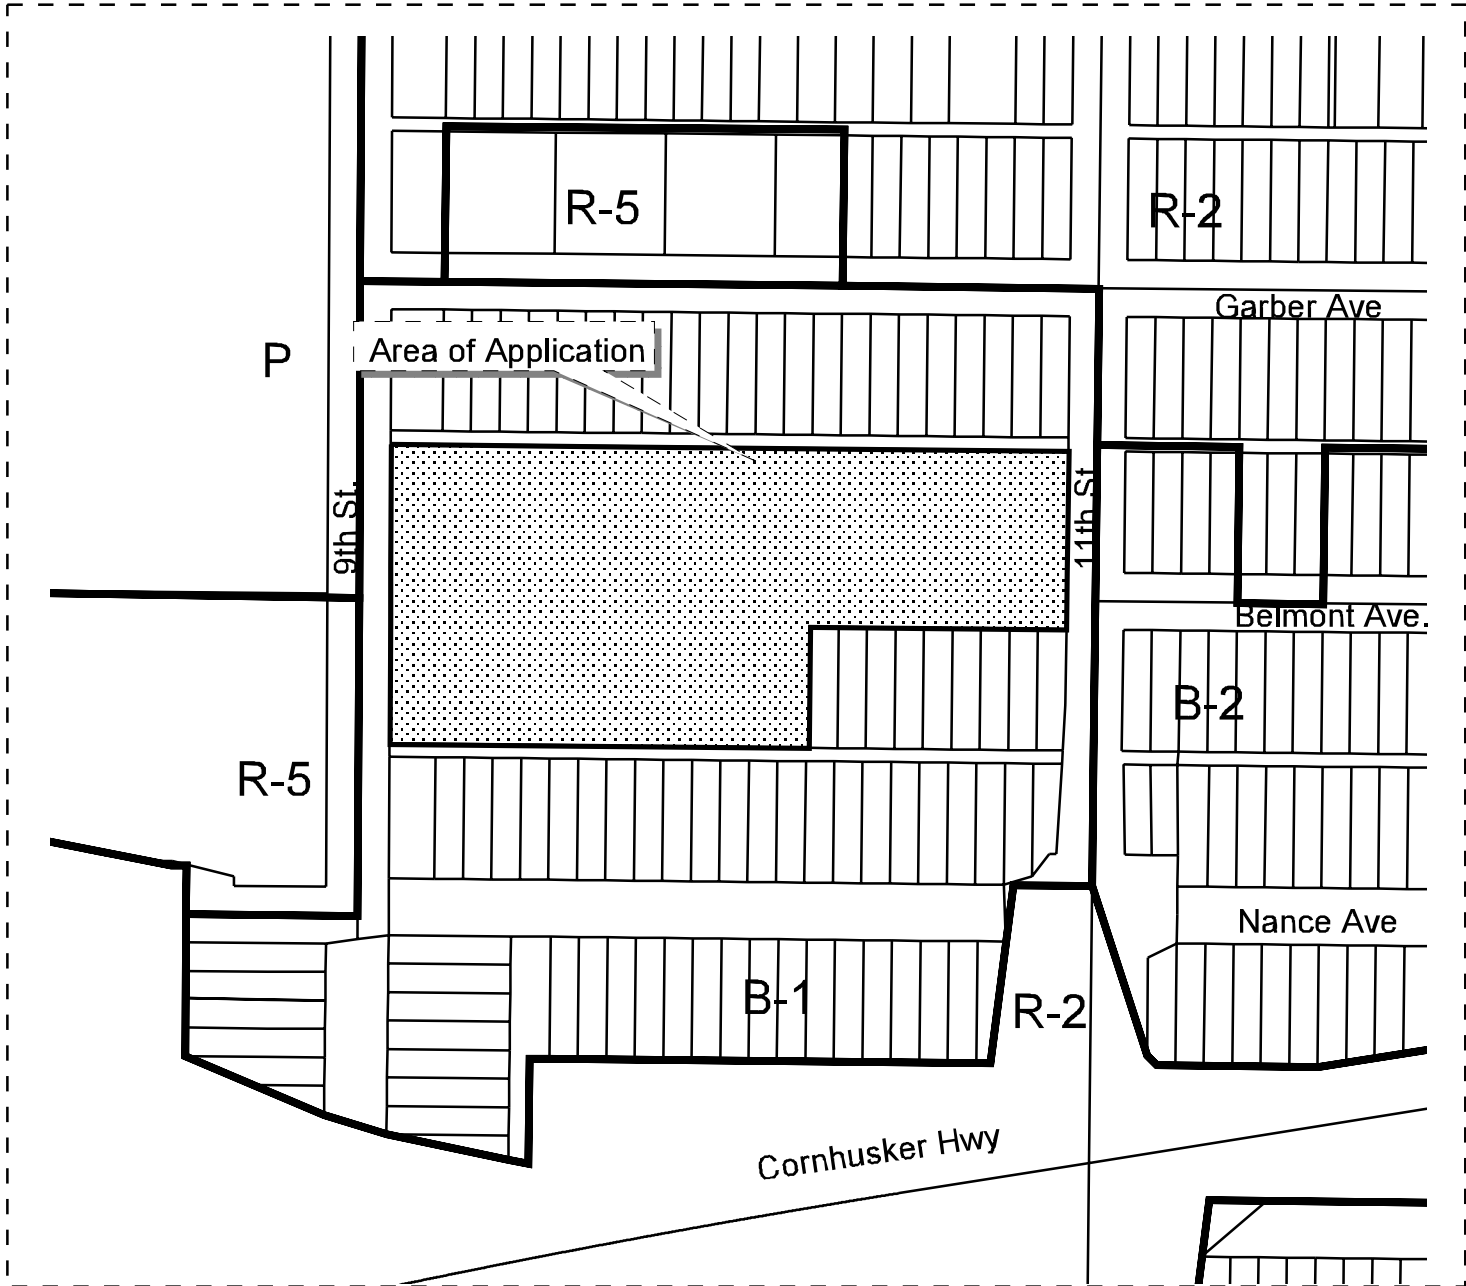 R-5
R-2
Garber Ave
P
Area of Application
9th St.
11th St
Belmont Ave.
B-2
R-5
Nance Ave
B-1
R-2
Cornhusker Hwy